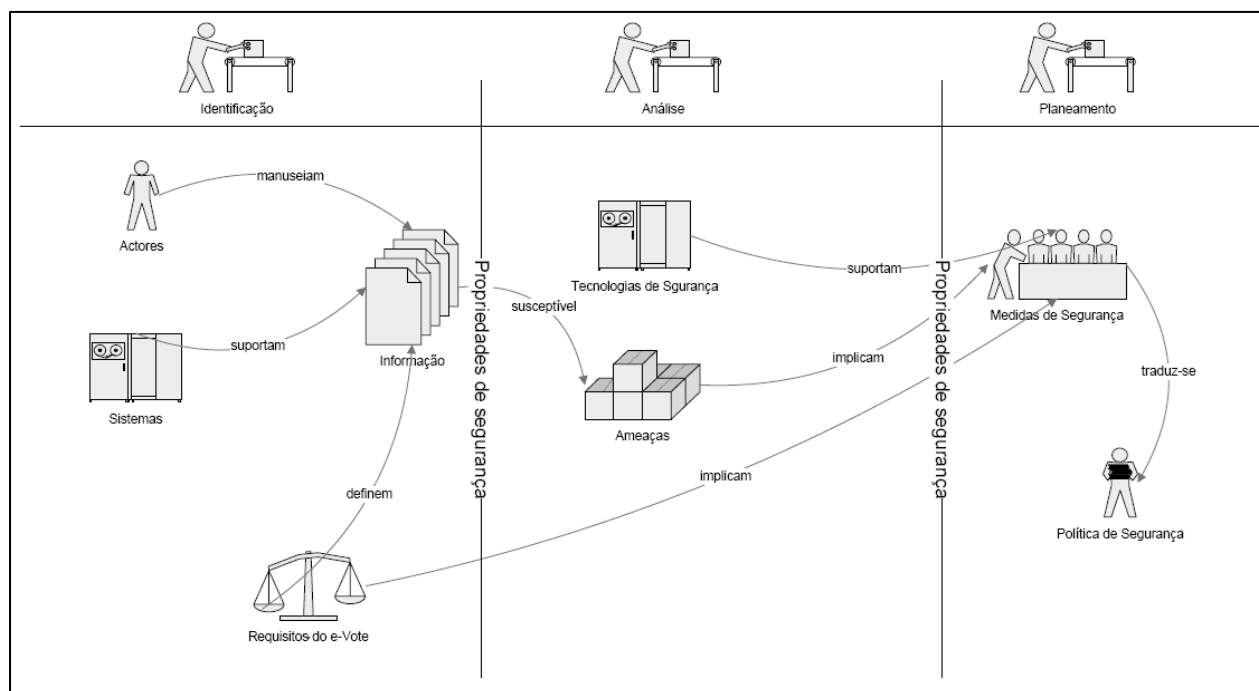 Identificação
Análise
Planeamento
manuseiam
Actores
suportam
Informação
Sistemas
definem
Requisitos do e-Vote
Propriedades de segurança
Tecnologias de Sgurança
susceptível
Ameaças
suportam
implicam
implicam
Propriedades de segurança
Medidas de Segurança
traduz-se
Política de Segurança